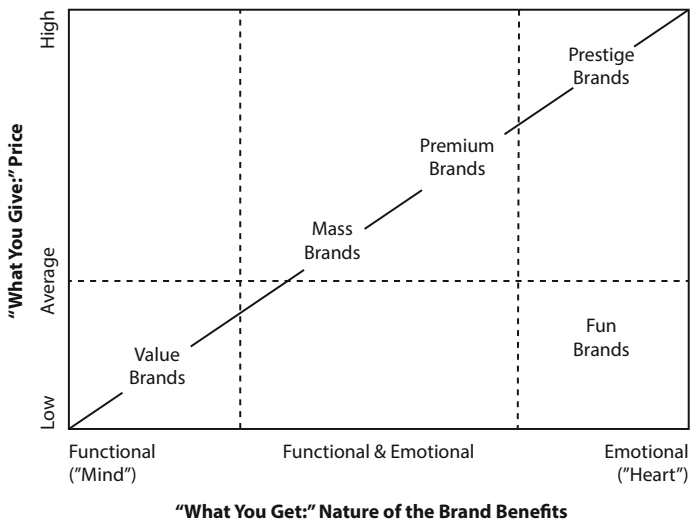 High
Average
Low
“What You Give:” Price
Prestige
Brands
Premium
Brands
Mass
Brands
Fun
Brands
Value
Brands
Functional
(”Mind”)
Functional & Emotional
Emotional
(”Heart”)
“What You Get:” Nature of the Brand Benefits